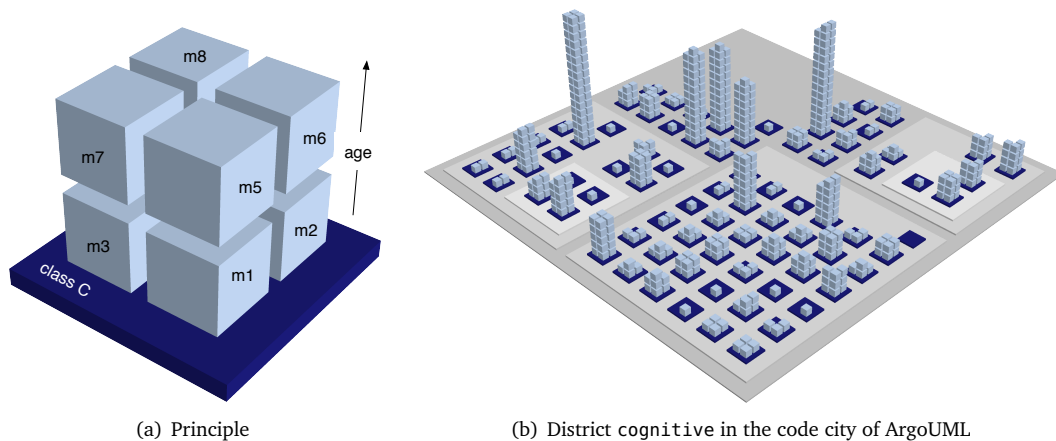 m8
m7
m6
m5
age
m3
m2
m1
class C
(a) Principle
(b) District cognitive in the code city of ArgoUML